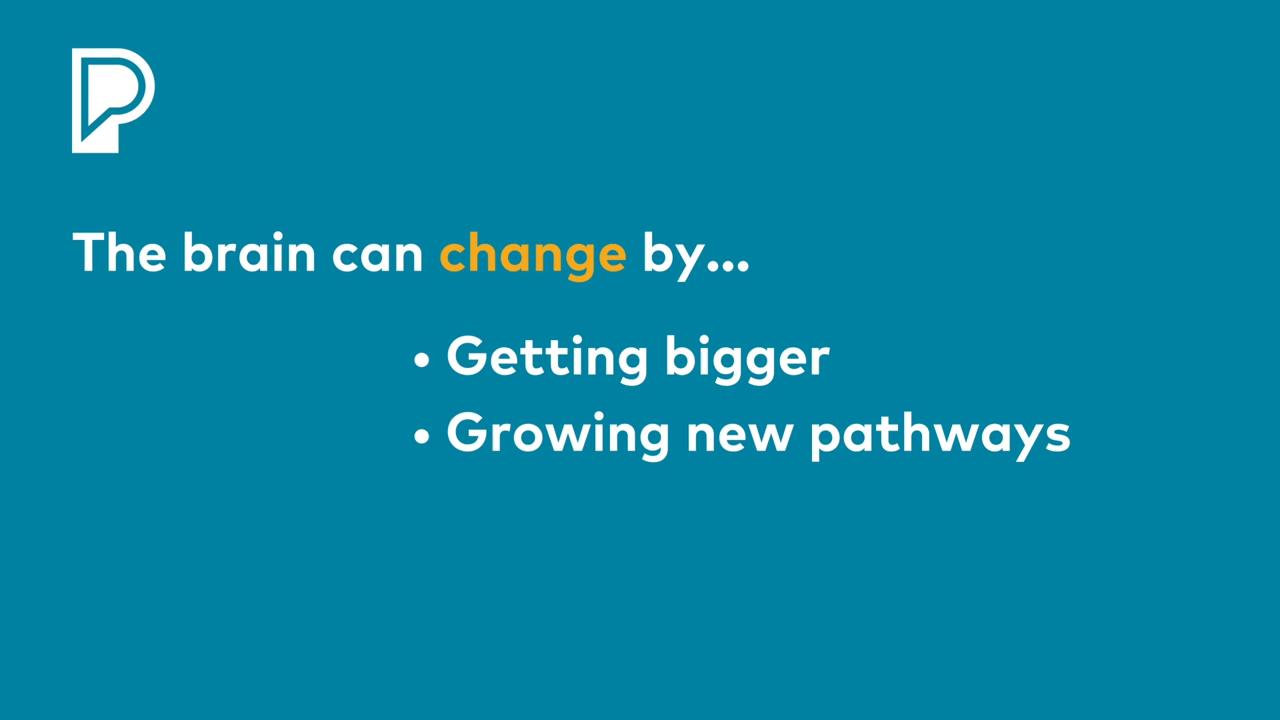 The brain can change by...
• Getting bigger
• Growing new pathways